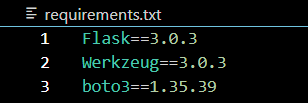 requirements.txt
1 Flask==3.0.3
2 Werkzeug==3.0.3
3 boto3==1.35.39